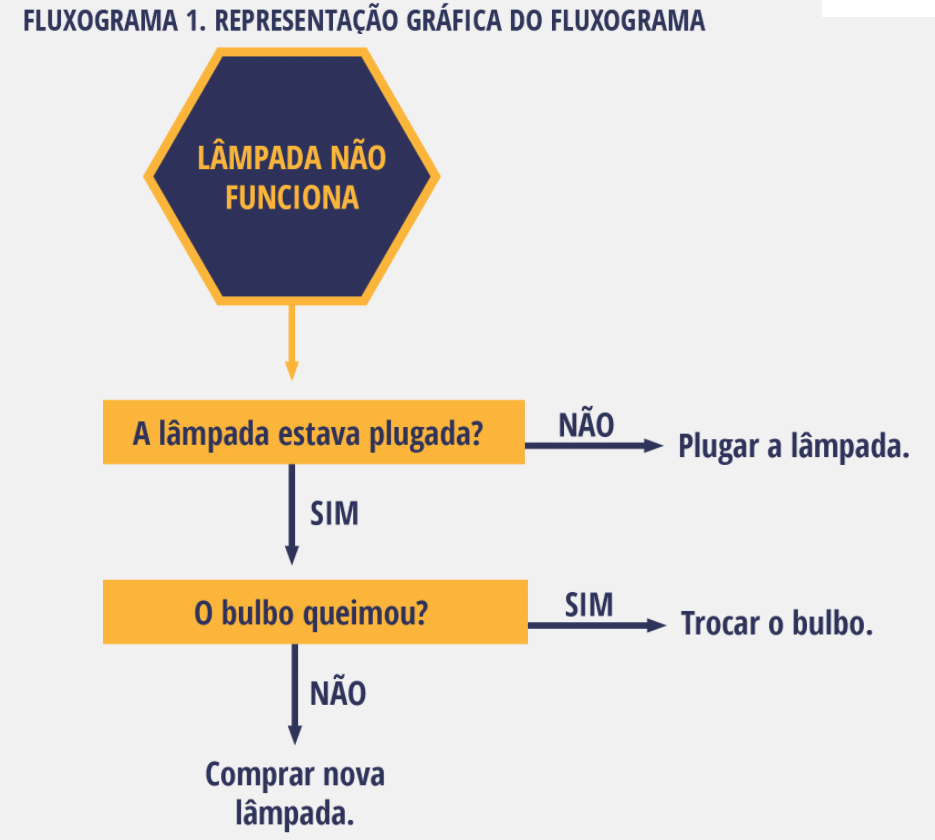 FLUXOGRAMA 1. REPRESENTAÇÃO GRÁFICA DO FLUXOGRAMA
LÂMPADA NÃO
FUNCIONA
A lâmpada estava plugada?
NÃO
Plugar a lâmpada.
SIM
O bulbo queimou?
SIM
Trocar o bulbo.
NÃO
Comprar nova
lâmpada.